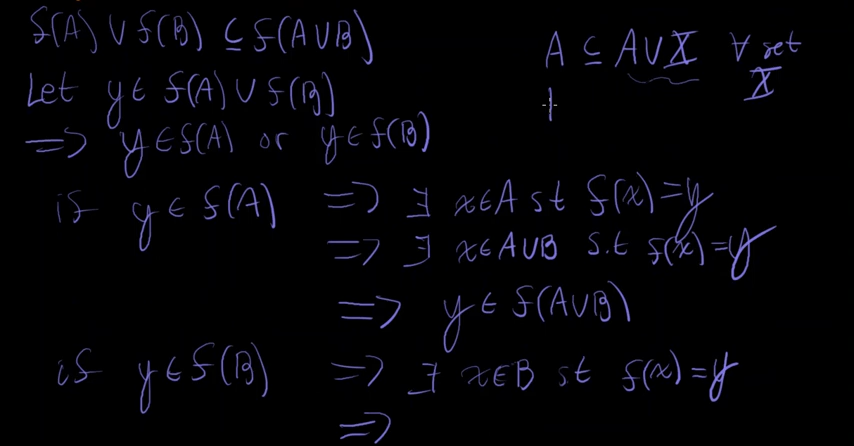 f(A) ∪ f(B) ⊆ f(A∪B)
Let y ∈ f(A) ∪ f(B)
⟹ y ∈ f(A) or y ∈ f(B)
if y ∈ f(A) ⟹ ∃ x∈A st f(x)=y
⟹ ∃ x∈A∪B s.t f(x)=y
⟹ y ∈ f(A∪B)
if y ∈ f(B) ⟹ ∃ x∈B st f(x)=y
⟹
A ⊆ A∪X ∀ set
X